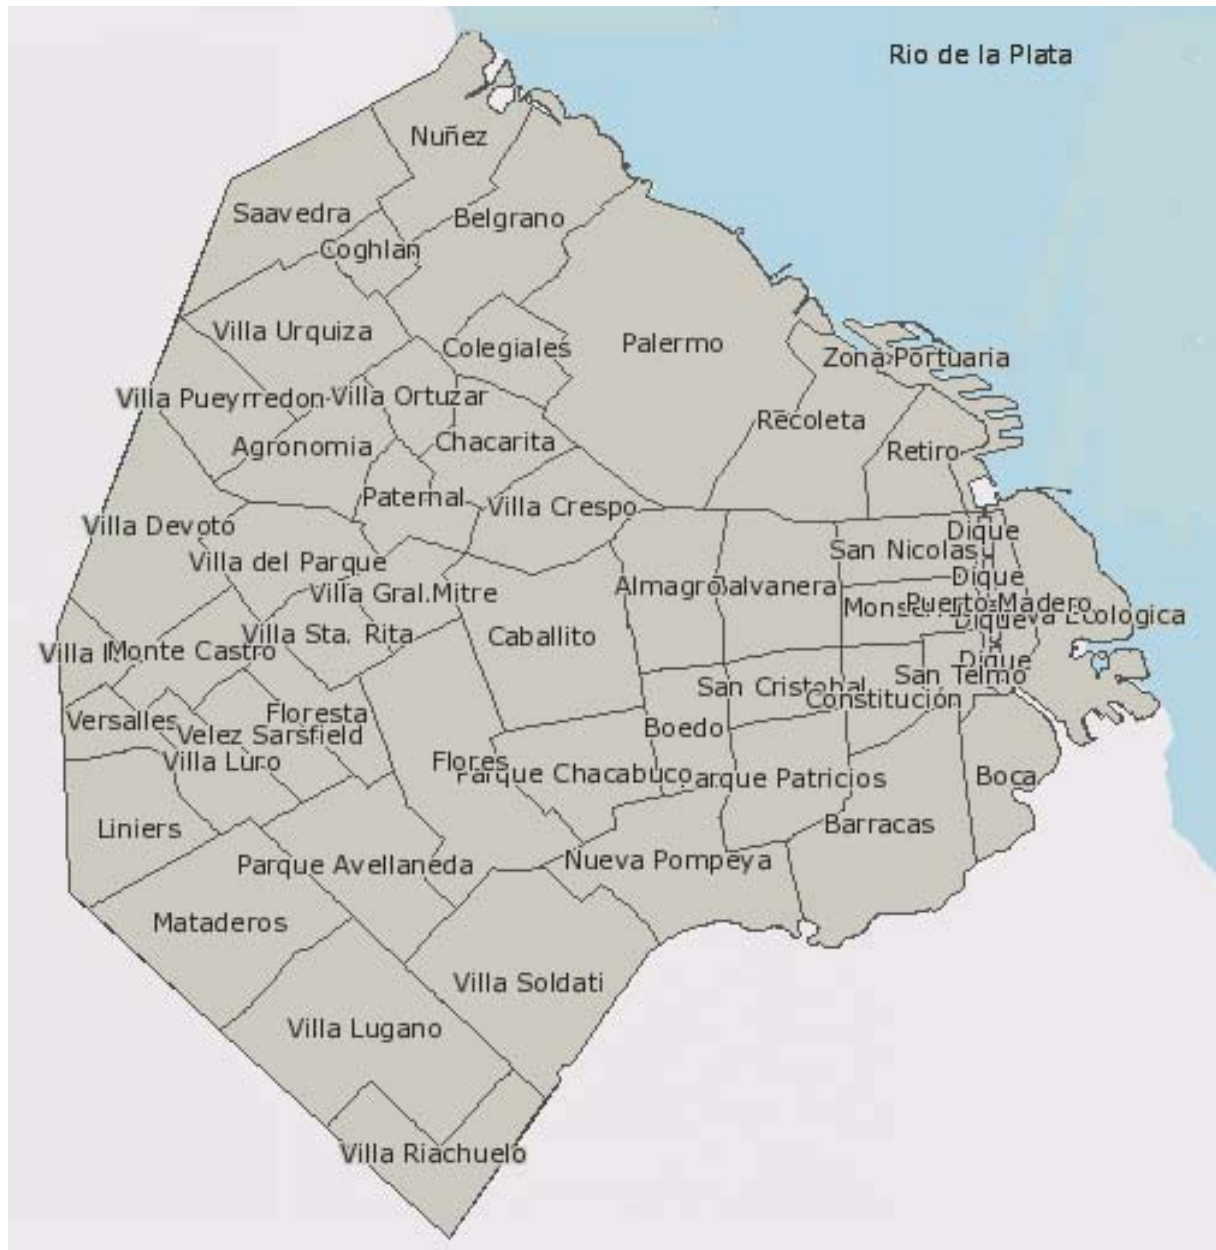 Rio de la Plata
Nuñez
Saavedra
Belgrano
Coghlan
Villa Urquiza
Colegiales
Palermo
Zona Portuaria
Villa Pueyrredon
Villa Ortuzar
Recoleta
Agronomia
Chacarita
Retiro
Paternal
Villa Crespo
Villa Devoto
Dique
San Nicolas
Villa del Parque
Dique
Almagro
Balvanera
Villa Gral.Mitre
Puerto Madero
Ecologica
Dique
Villa Sta. Rita
Caballito
Villa
Monte Castro
Dique
San Telmo
San Cristobal
Constitución
Versalles
Floresta
Velez Sarsfield
Boedo
Villa Luro
Flores
Parque Chacabuco
Parque Patricios
Boca
Liniers
Barracas
Parque Avellaneda
Nueva Pompeya
Mataderos
Villa Soldati
Villa Lugano
Villa Riachuelo